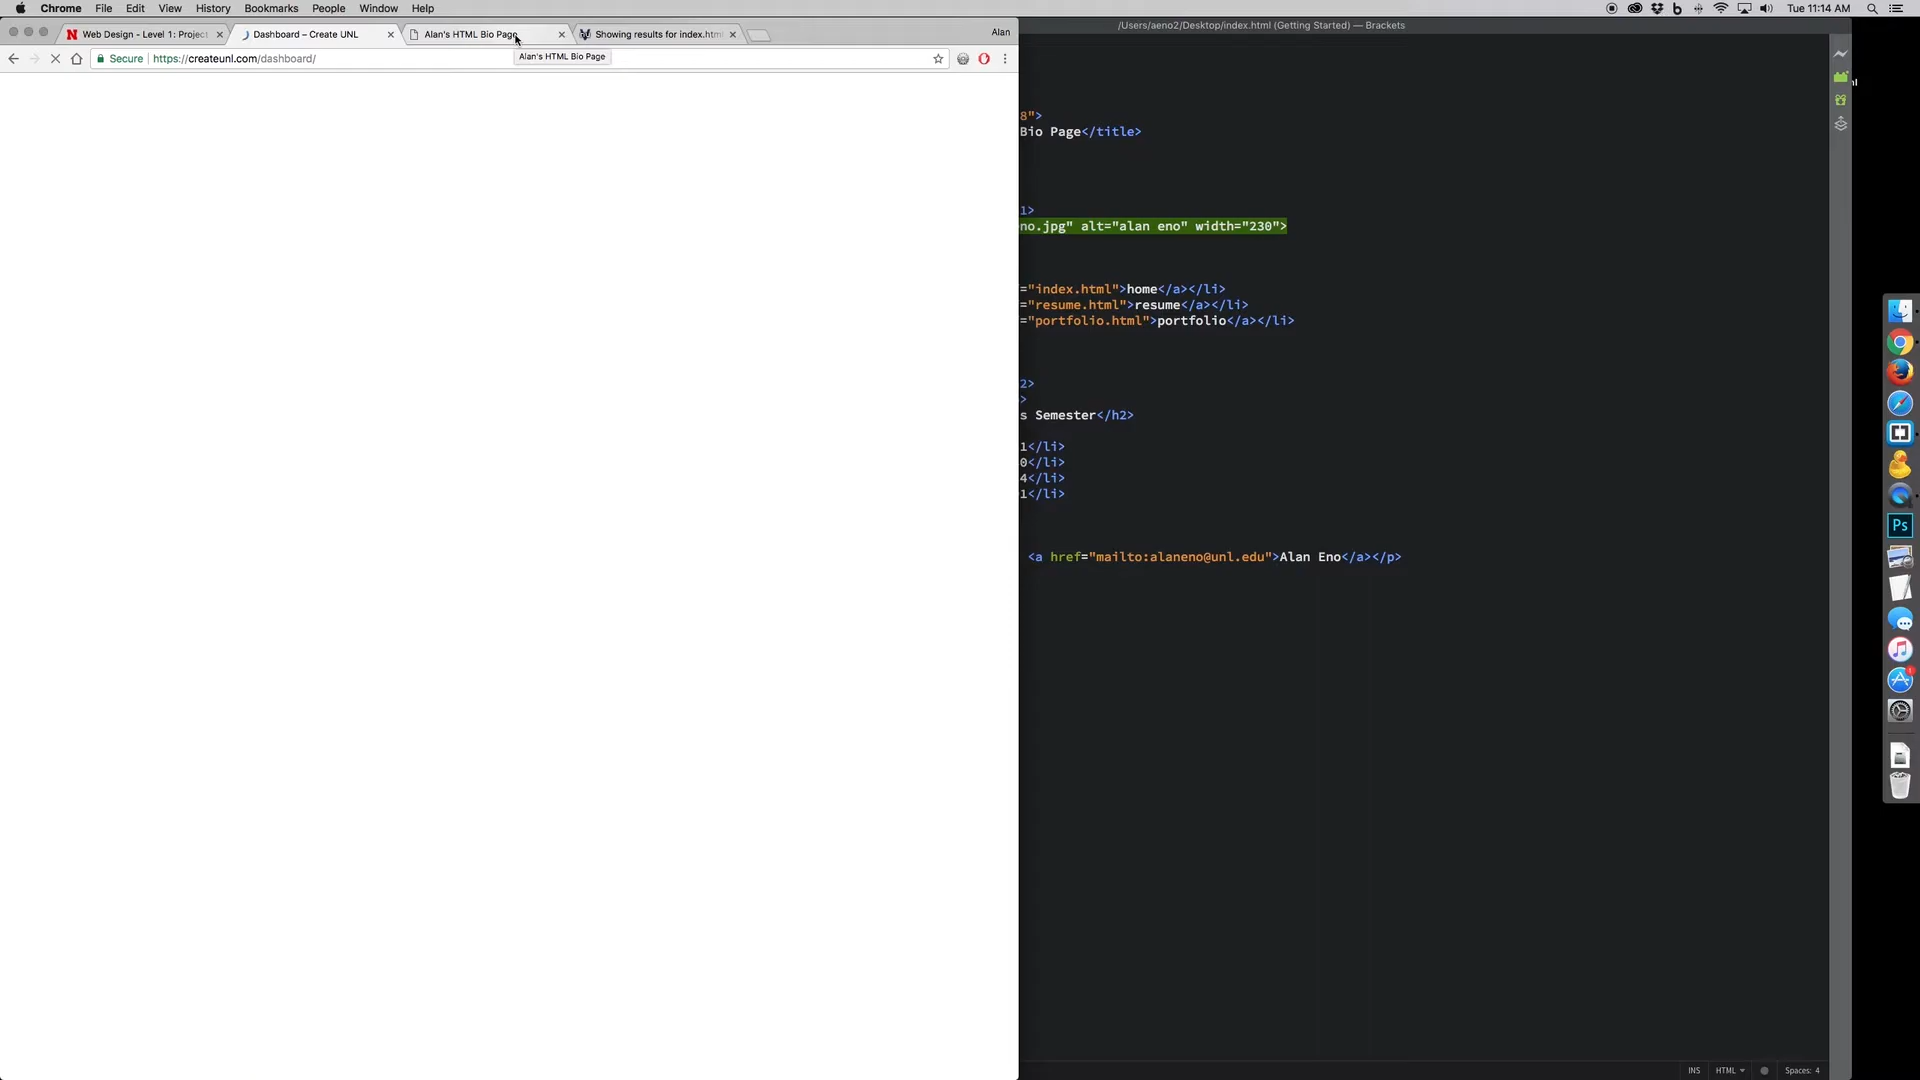 Chrome File Edit View History Bookmarks People Window Help
Tue 11:14 AM
Web Design - Level 1: Project
Dashboard – Create UNL
Alan's HTML Bio Page
Showing results for index.html
Alan
Secure https://createunl.com/dashboard/
Alan's HTML Bio Page
/Users/aeno2/Desktop/index.html (Getting Started) — Brackets
8">
Bio Page</title>
1>
no.jpg" alt="alan eno" width="230">
="index.html">home</a></li>
="resume.html">resume</a></li>
="portfolio.html">portfolio</a></li>
2>
>
s Semester</h2>
1</li>
0</li>
4</li>
1</li>
<a href="mailto:alaneno@unl.edu">Alan Eno</a></p>
Ps
INS HTML Spaces: 4